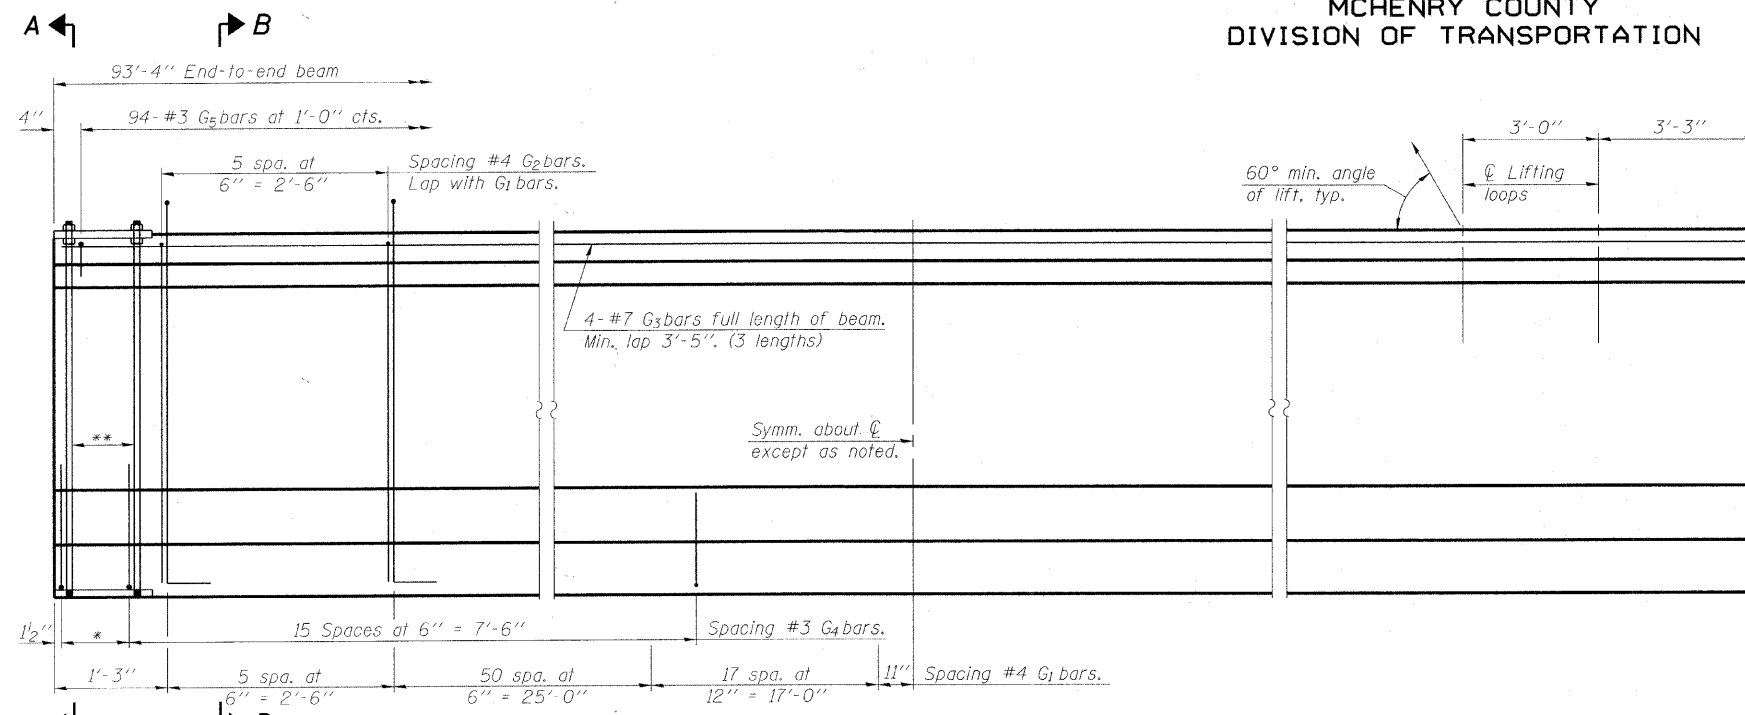 MCHENRY COUNTY
DIVISION OF TRANSPORTATION
A
B
93'-4" End-to-end beam
4"
94-#3 G5 bars at 1'-0" cts.
5 spa. at
6" = 2'-6"
Spacing #4 G2 bars.
Lap with G1 bars.
60° min. angle
of lift, typ.
3'-0"
3'-3"
℄ Lifting
loops
4-#7 G3 bars full length of beam.
Min. lap 3'-5". (3 lengths)
**
Symm. about ℄
except as noted.
1½"
*
15 Spaces at 6" = 7'-6"
Spacing #3 G4 bars.
1'-3"
5 spa. at
6" = 2'-6"
50 spa. at
6" = 25'-0"
17 spa. at
12" = 17'-0"
11"
Spacing #4 G1 bars.